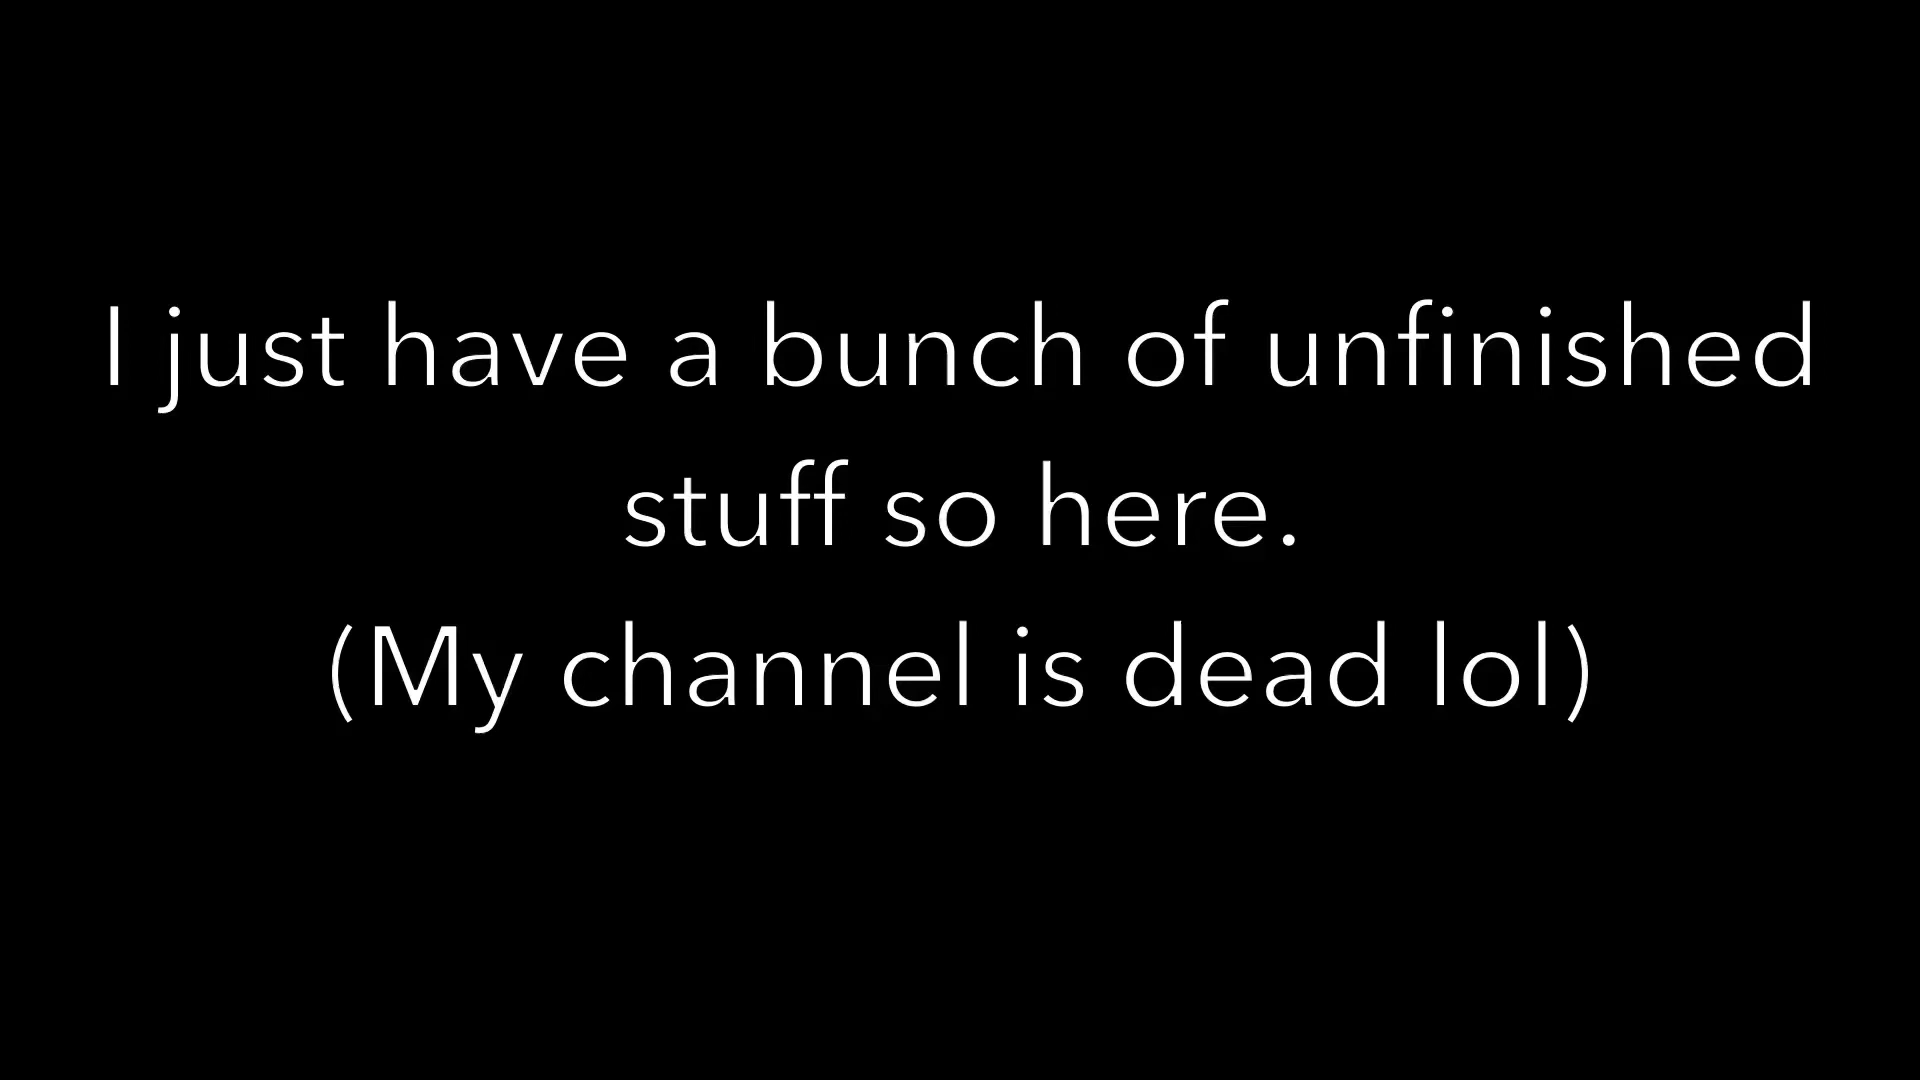 I just have a bunch of unfinished
stuff so here.
(My channel is dead lol)